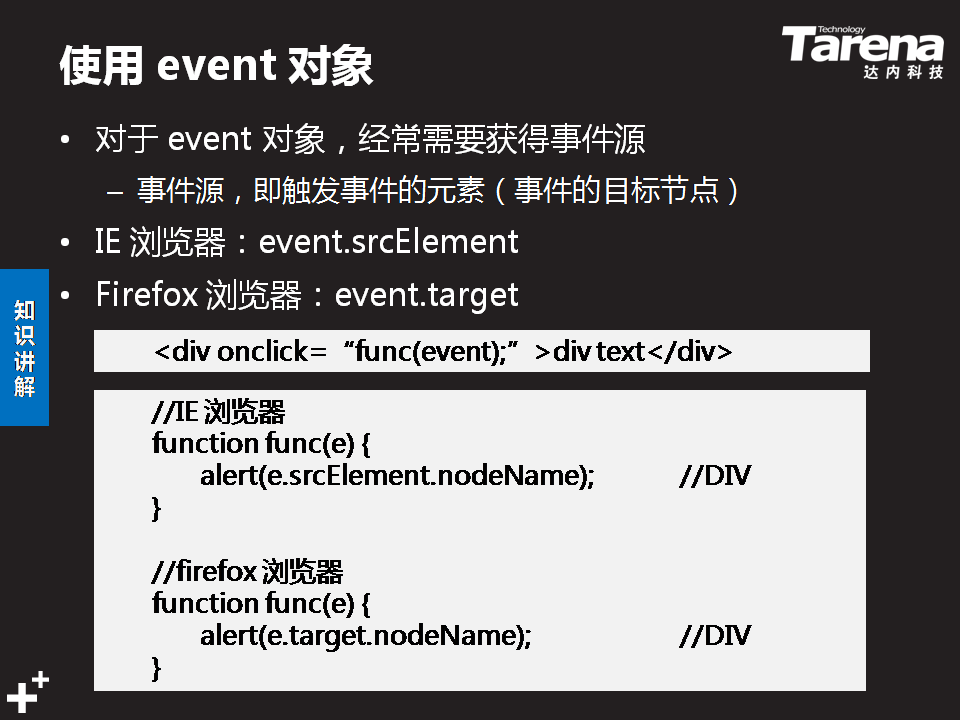 Technology
Tarena
达内科技
使用 event 对象
• 对于 event 对象，经常需要获得事件源
– 事件源，即触发事件的元素（事件的目标节点）
• IE 浏览器：event.srcElement
• Firefox 浏览器：event.target
知识讲解
<div onclick= “func(event);” >div text</div>
//IE 浏览器
function func(e) {
alert(e.srcElement.nodeName); //DIV
}
//firefox 浏览器
function func(e) {
alert(e.target.nodeName); //DIV
}